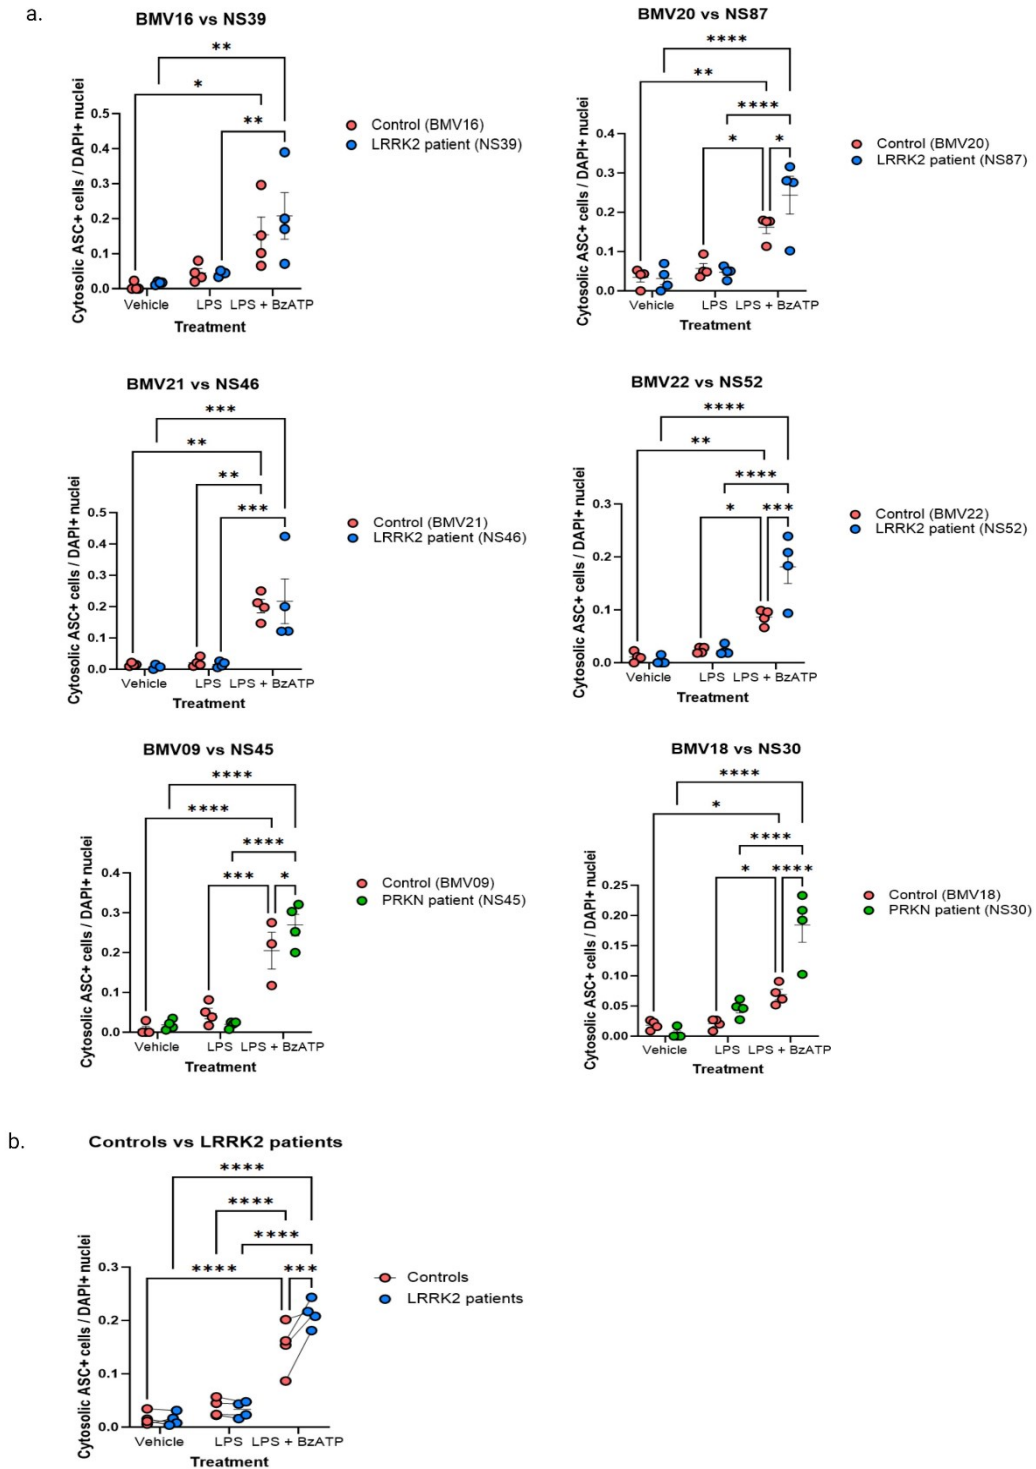 a.
BMV16 vs NS39
**
*
**
Cytosolic ASC+ cells / DAPI+ nuclei
0.5
0.4
0.3
0.2
0.1
0.0
Vehicle LPS LPS + BzATP
Treatment
Control (BMV16)
LRRK2 patient (NS39)
BMV20 vs NS87
****
**
****
* *
Cytosolic ASC+ cells / DAPI+ nuclei
0.4
0.3
0.2
0.1
0.0
Vehicle LPS LPS + BzATP
Treatment
Control (BMV20)
LRRK2 patient (NS87)
BMV21 vs NS46
***
**
**
***
Cytosolic ASC+ cells / DAPI+ nuclei
0.5
0.4
0.3
0.2
0.1
0.0
Vehicle LPS LPS + BzATP
Treatment
Control (BMV21)
LRRK2 patient (NS46)
BMV22 vs NS52
****
**
****
* ***
Cytosolic ASC+ cells / DAPI+ nuclei
0.3
0.2
0.1
0.0
Vehicle LPS LPS + BzATP
Treatment
Control (BMV22)
LRRK2 patient (NS52)
BMV09 vs NS45
****
****
****
*** *
Cytosolic ASC+ cells / DAPI+ nuclei
0.4
0.3
0.2
0.1
0.0
Vehicle LPS LPS + BzATP
Treatment
Control (BMV09)
PRKN patient (NS45)
BMV18 vs NS30
****
*
****
* ****
Cytosolic ASC+ cells / DAPI+ nuclei
0.25
0.20
0.15
0.10
0.05
0.00
Vehicle LPS LPS + BzATP
Treatment
Control (BMV18)
PRKN patient (NS30)
b.
Controls vs LRRK2 patients
****
****
****
**** ***
Cytosolic ASC+ cells / DAPI+ nuclei
0.3
0.2
0.1
0.0
Vehicle LPS LPS + BzATP
Treatment
Controls
LRRK2 patients